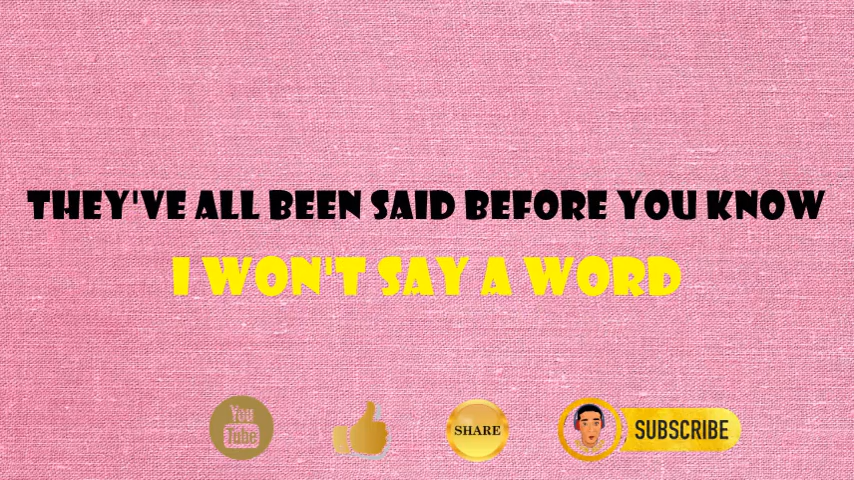 THEY'VE ALL BEEN SAID BEFORE YOU KNOW
I WON'T SAY A WORD
You
Tube
SHARE
SUBSCRIBE